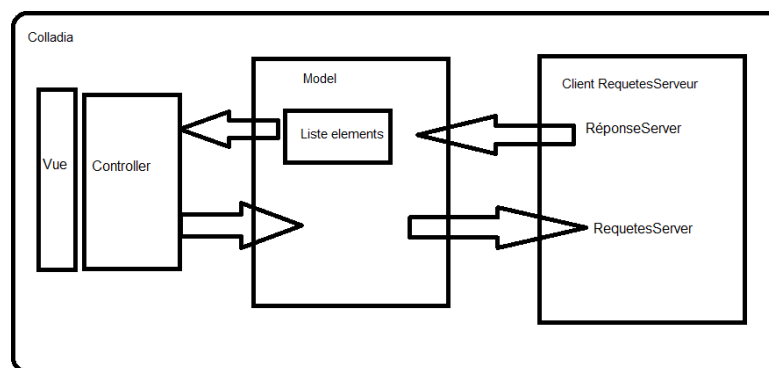 Colladia
Model
Client RequetesServeur
Liste elements
RéponseServer
Vue
Controller
RequetesServer